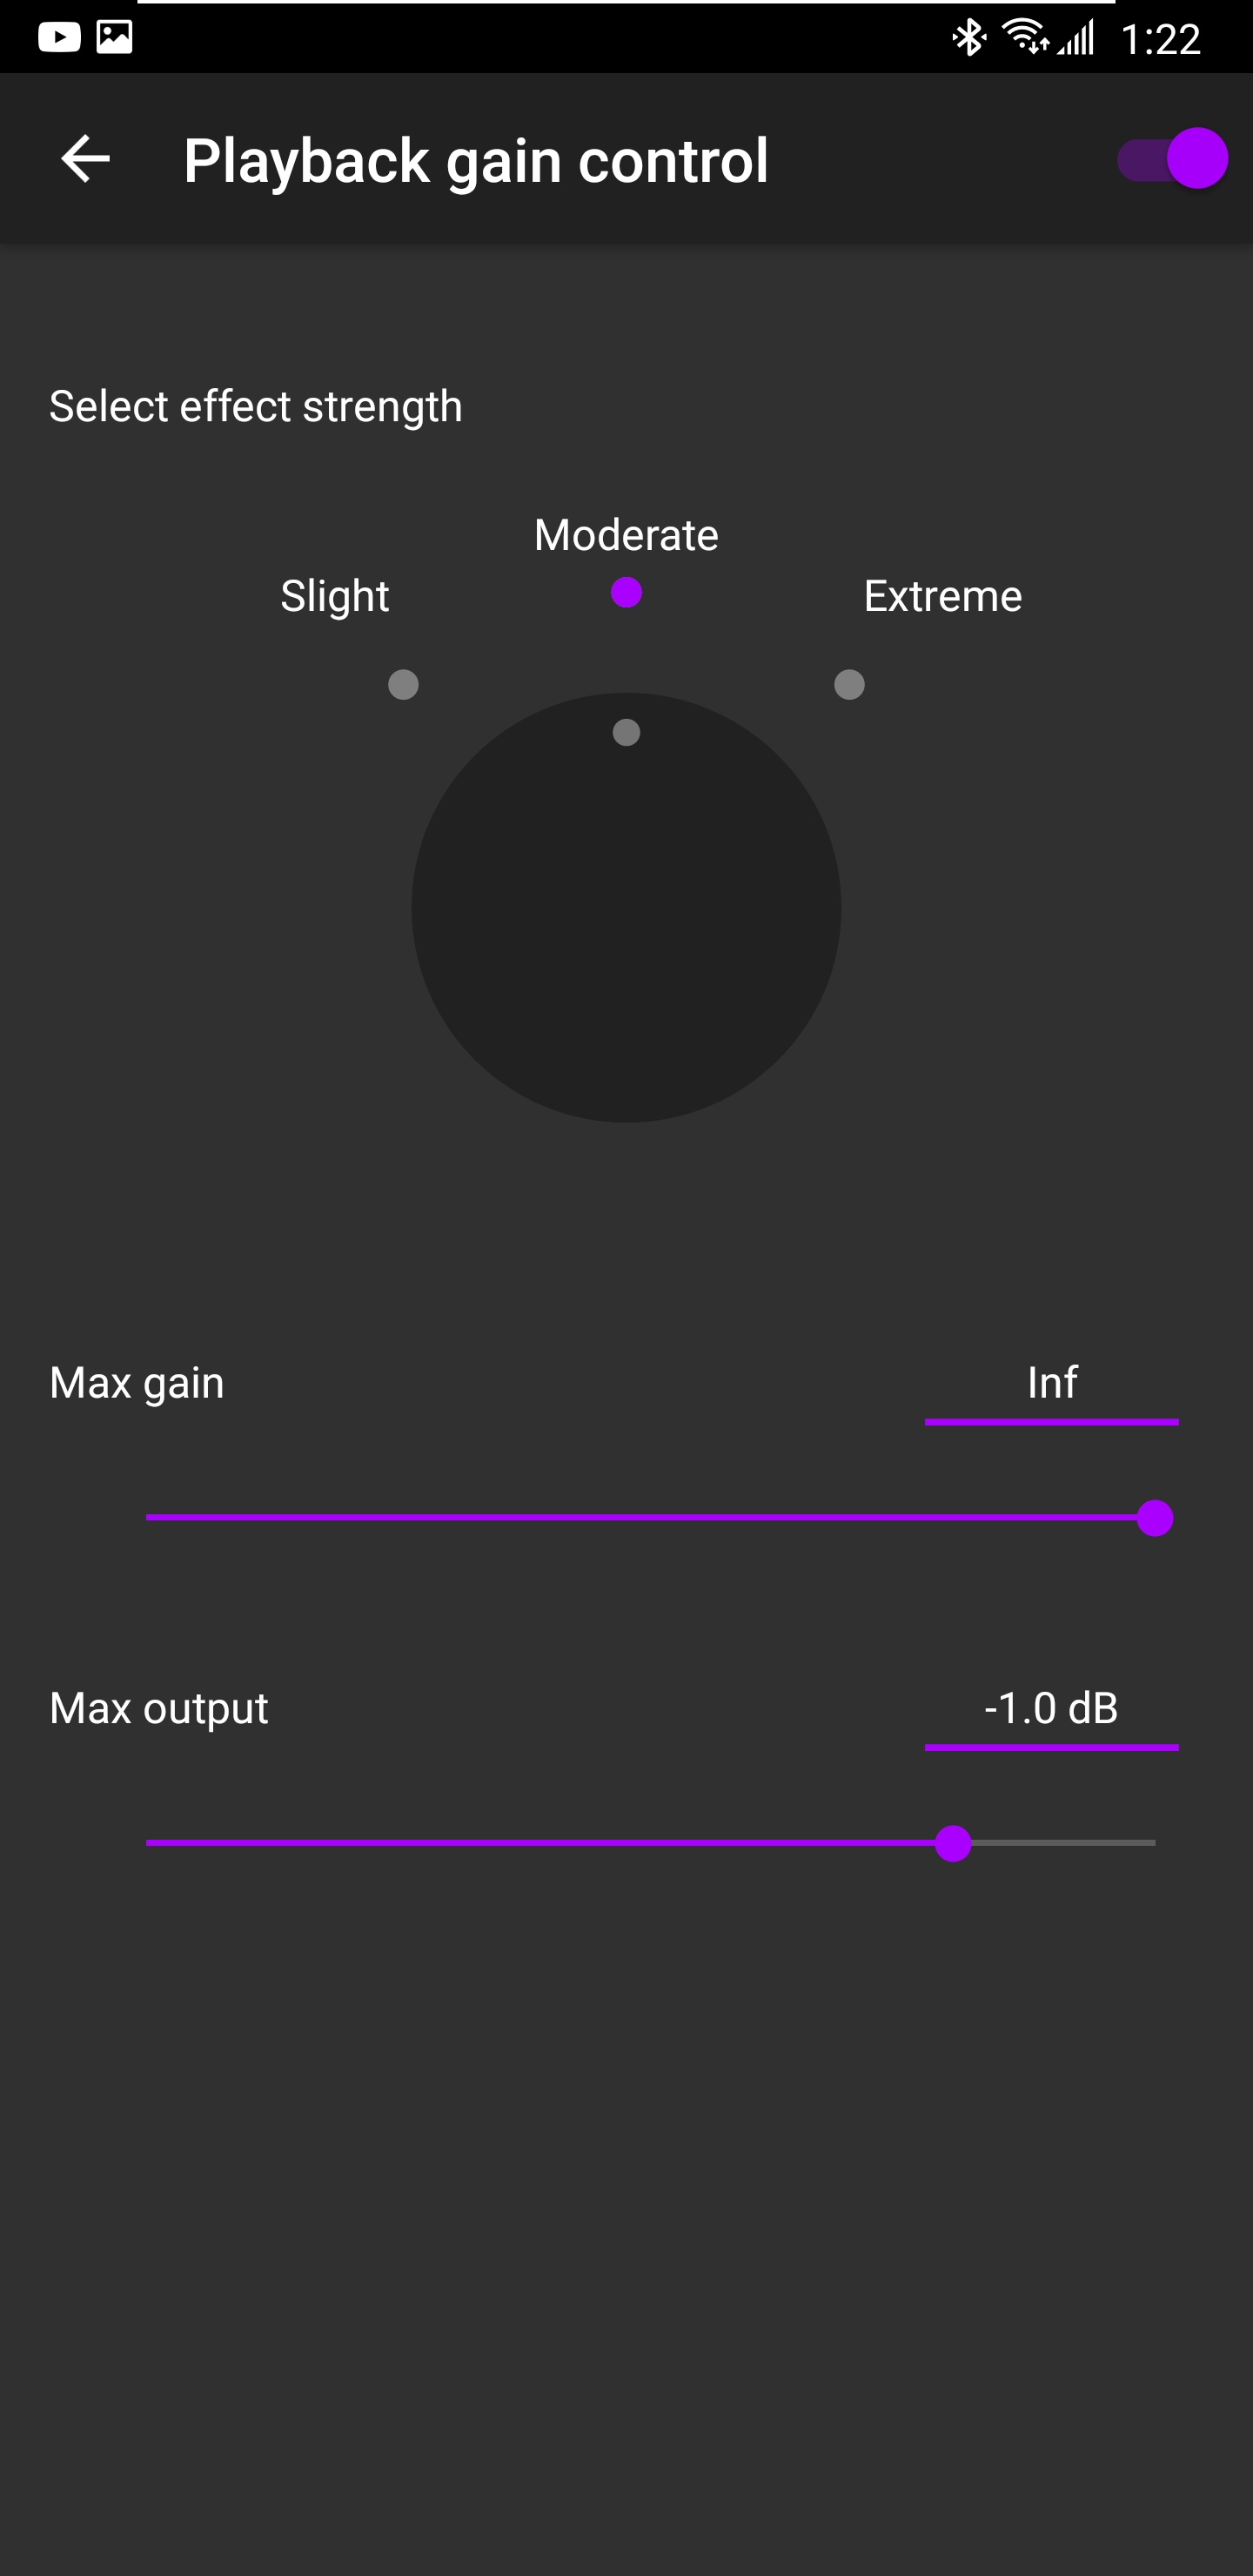 1:22
Playback gain control
Select effect strength
Moderate
Slight
Extreme
Max gain
Inf
Max output
-1.0 dB